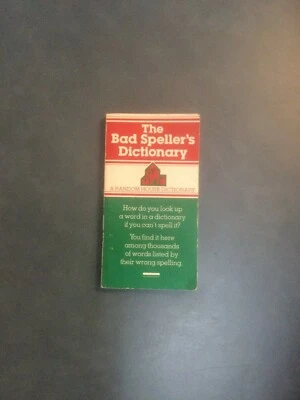 The
Bad Speller's
Dictionary
A RANDOM HOUSE DICTIONARY
How do you look up
a word in a dictionary
if you can't spell it?
You find it here
among thousands
of words listed by
their wrong spelling.